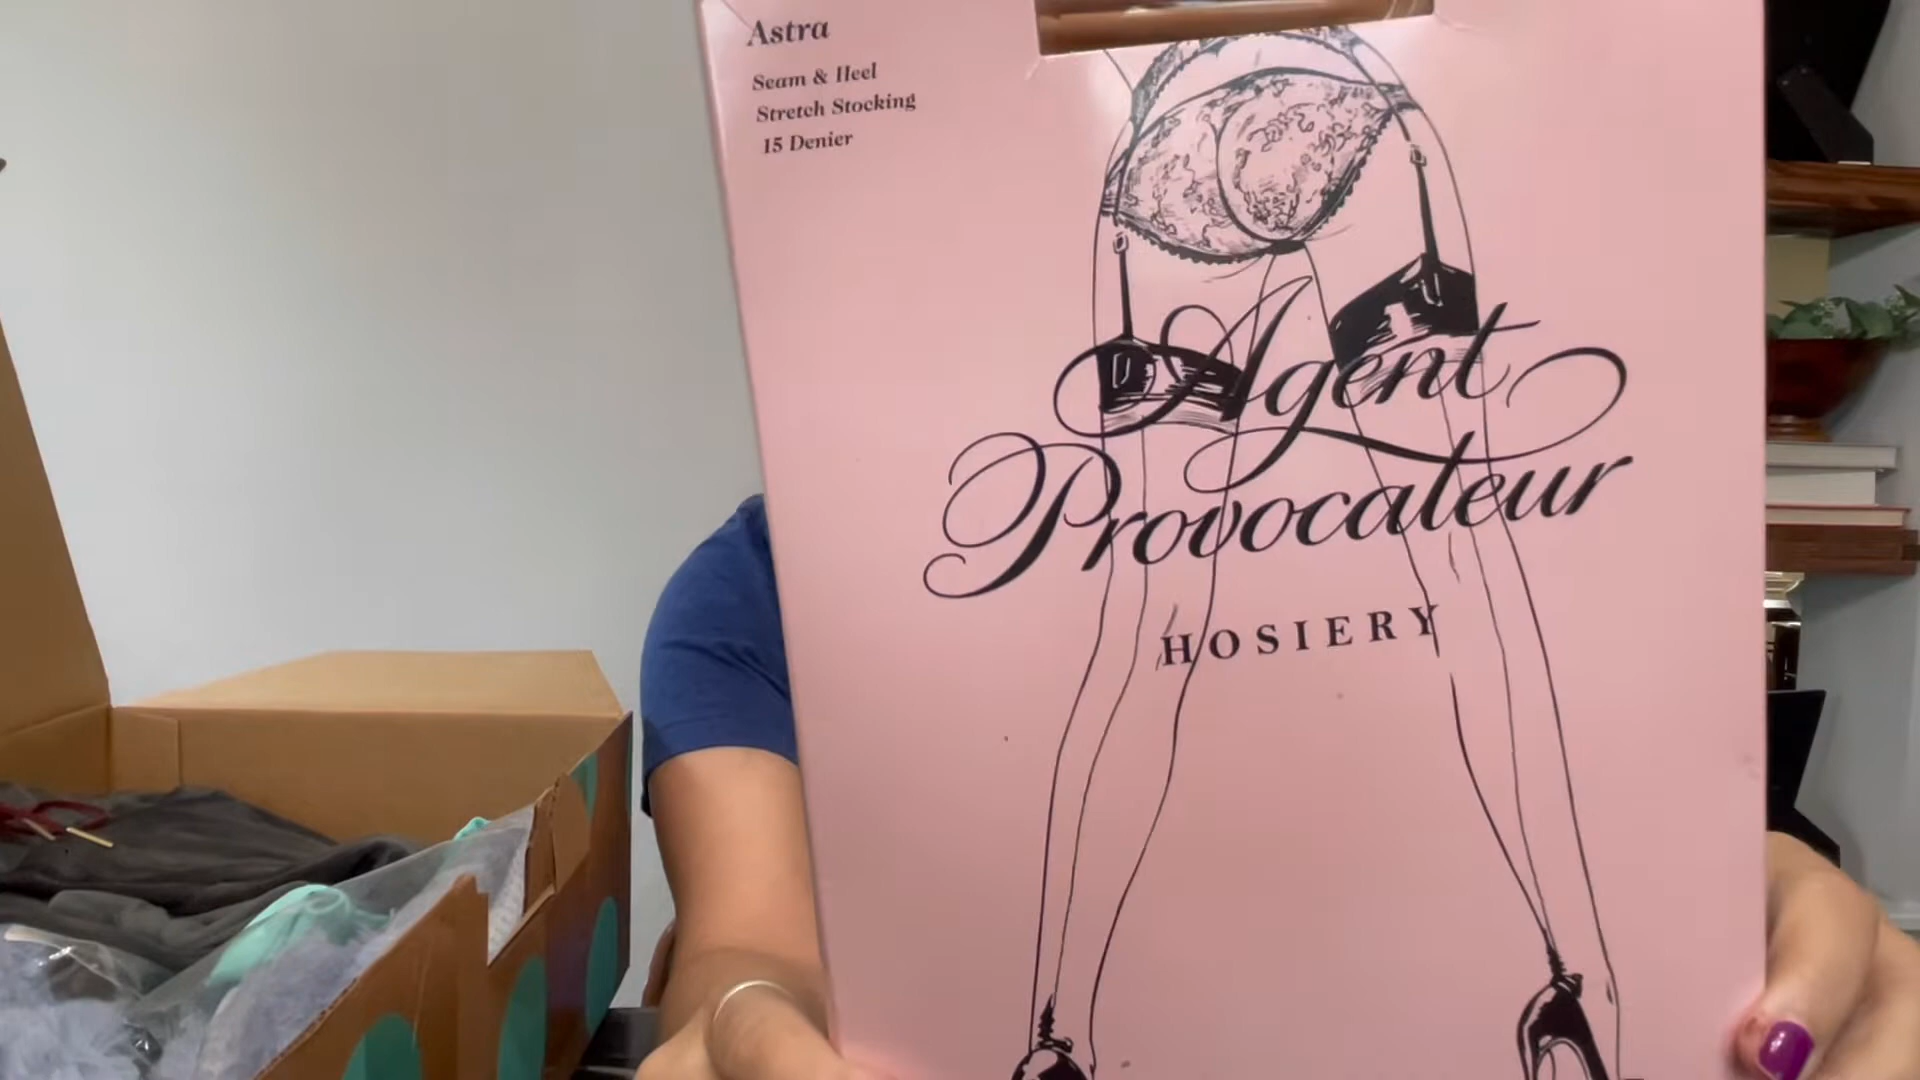 Astra
Seam & Heel
Stretch Stocking
15 Denier
Agent
Provocateur
HOSIERY